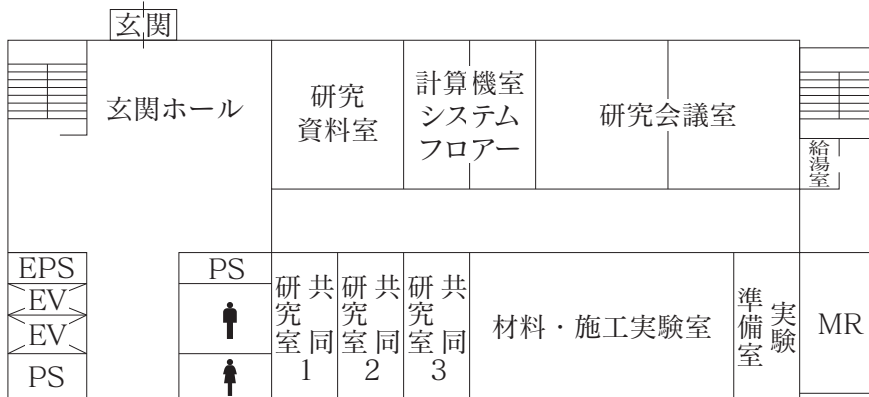 玄関
玄関ホール
研究
資料室
計算機室
システム
フロアー
研究会議室
給湯室
EPS
EV
EV
PS
PS
共同
研究室
1
共同
研究室
2
共同
研究室
3
材料・施工実験室
実験
準備室
MR